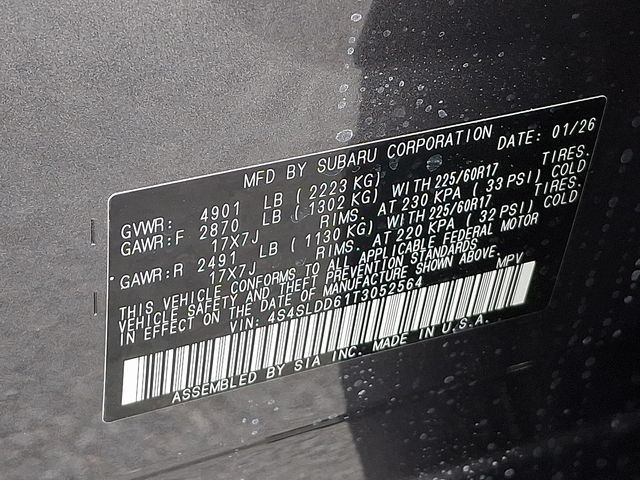 MFD BY SUBARU CORPORATION DATE: 01/26
GVWR: 4901 LB (2223 KG)
GAWR:F 2870 LB (1302 KG) WITH 225/60R17 TIRES.
17X7J RIMS. AT 230 KPA (33 PSI) COLD
GAWR:R 2491 LB (1130 KG) WITH 225/60R17 TIRES.
17X7J RIMS. AT 220 KPA (32 PSI) COLD
THIS VEHICLE CONFORMS TO ALL APPLICABLE FEDERAL MOTOR
VEHICLE SAFETY AND THEFT PREVENTION STANDARDS
IN EFFECT ON THE DATE OF MANUFACTURE SHOWN ABOVE.
VIN: 4S4SLDD61T3052564 MPV
ASSEMBLED BY SIA INC. MADE IN U.S.A.